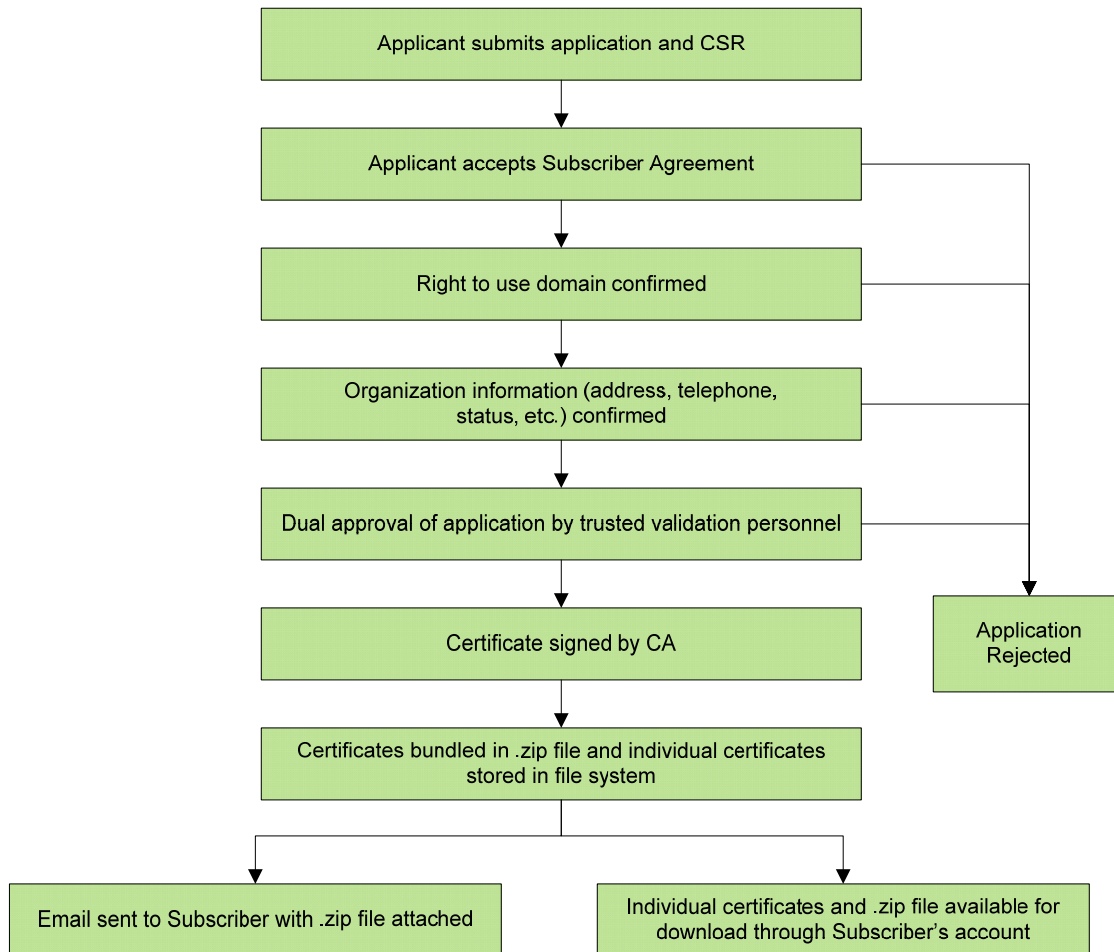 Applicant submits application and CSR
Applicant accepts Subscriber Agreement
Right to use domain confirmed
Organization information (address, telephone,
status, etc.) confirmed
Dual approval of application by trusted validation personnel
Certificate signed by CA
Application
Rejected
Certificates bundled in .zip file and individual certificates
stored in file system
Email sent to Subscriber with .zip file attached
Individual certificates and .zip file available for
download through Subscriber’s account